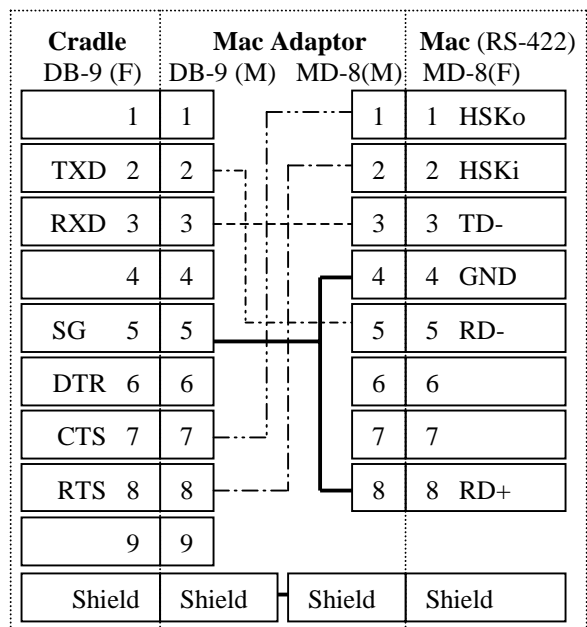 Cradle Mac Adaptor Mac (RS-422)
DB-9 (F) DB-9 (M) MD-8(M) MD-8(F)
1 1 1 1 HSKo
TXD 2 2 2 2 HSKi
RXD 3 3 3 3 TD-
4 4 4 4 GND
SG 5 5 5 5 RD-
DTR 6 6 6 6
CTS 7 7 7 7
RTS 8 8 8 8 RD+
9 9
Shield Shield Shield Shield